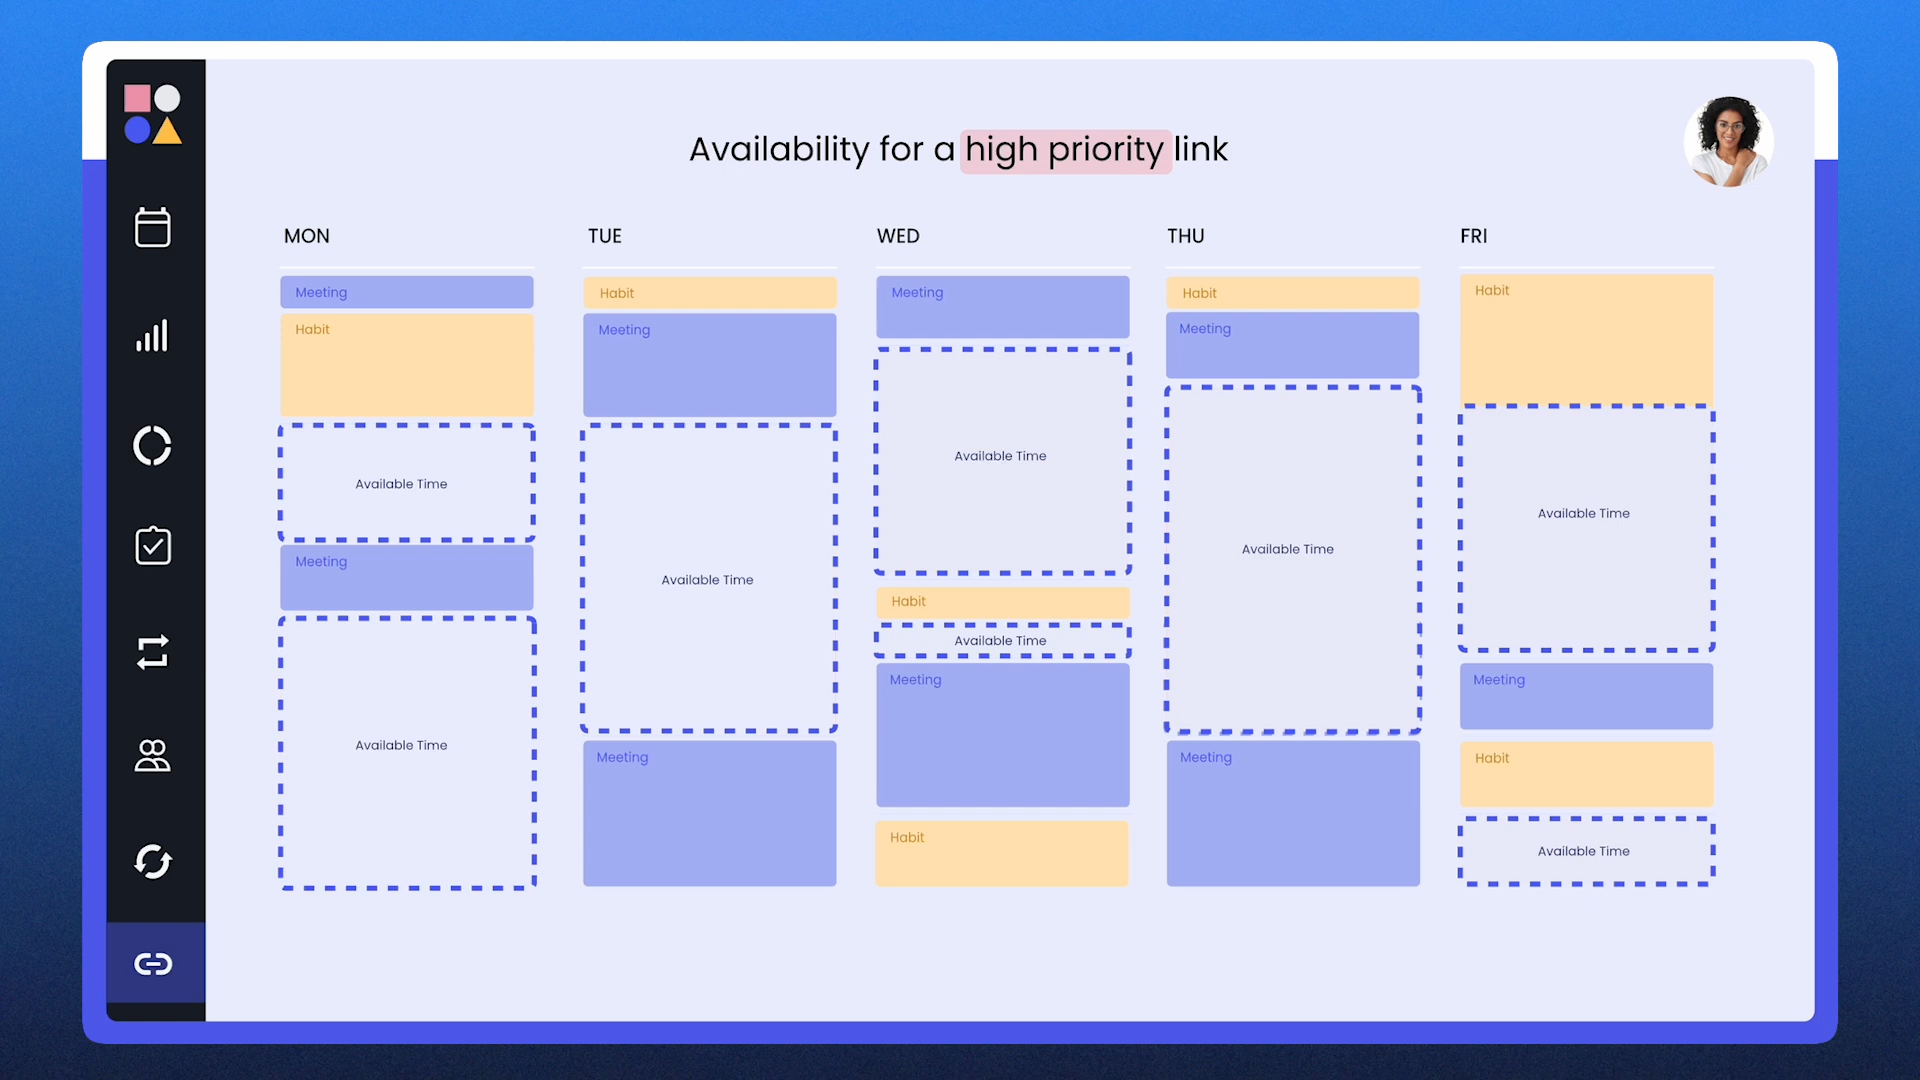 Availability for a high priority link
MON
TUE
WED
THU
FRI
Meeting
Habit
Available Time
Meeting
Available Time
Habit
Meeting
Available Time
Meeting
Meeting
Available Time
Habit
Available Time
Meeting
Habit
Habit
Meeting
Available Time
Meeting
Habit
Available Time
Meeting
Habit
Available Time